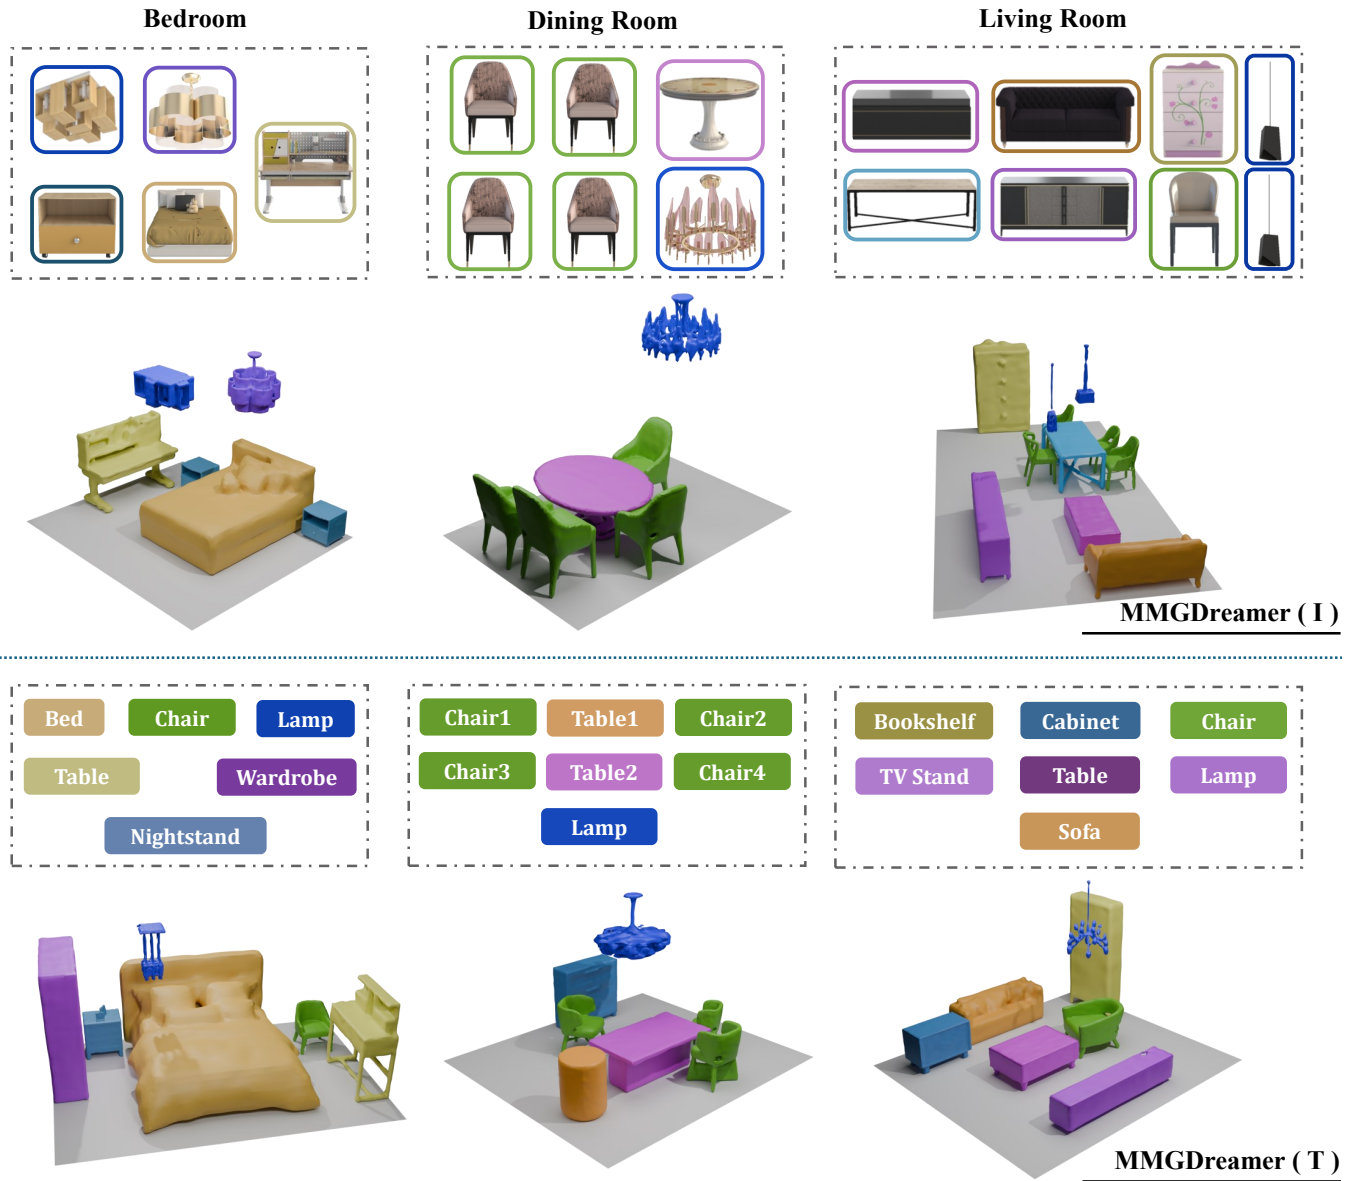 Bedroom
Dining Room
Living Room
MMGDreamer ( I )
Bed Chair Lamp
Table Wardrobe
Nightstand
Chair1 Table1 Chair2
Chair3 Table2 Chair4
Lamp
Bookshelf Cabinet Chair
TV Stand Table Lamp
Sofa
MMGDreamer ( T )